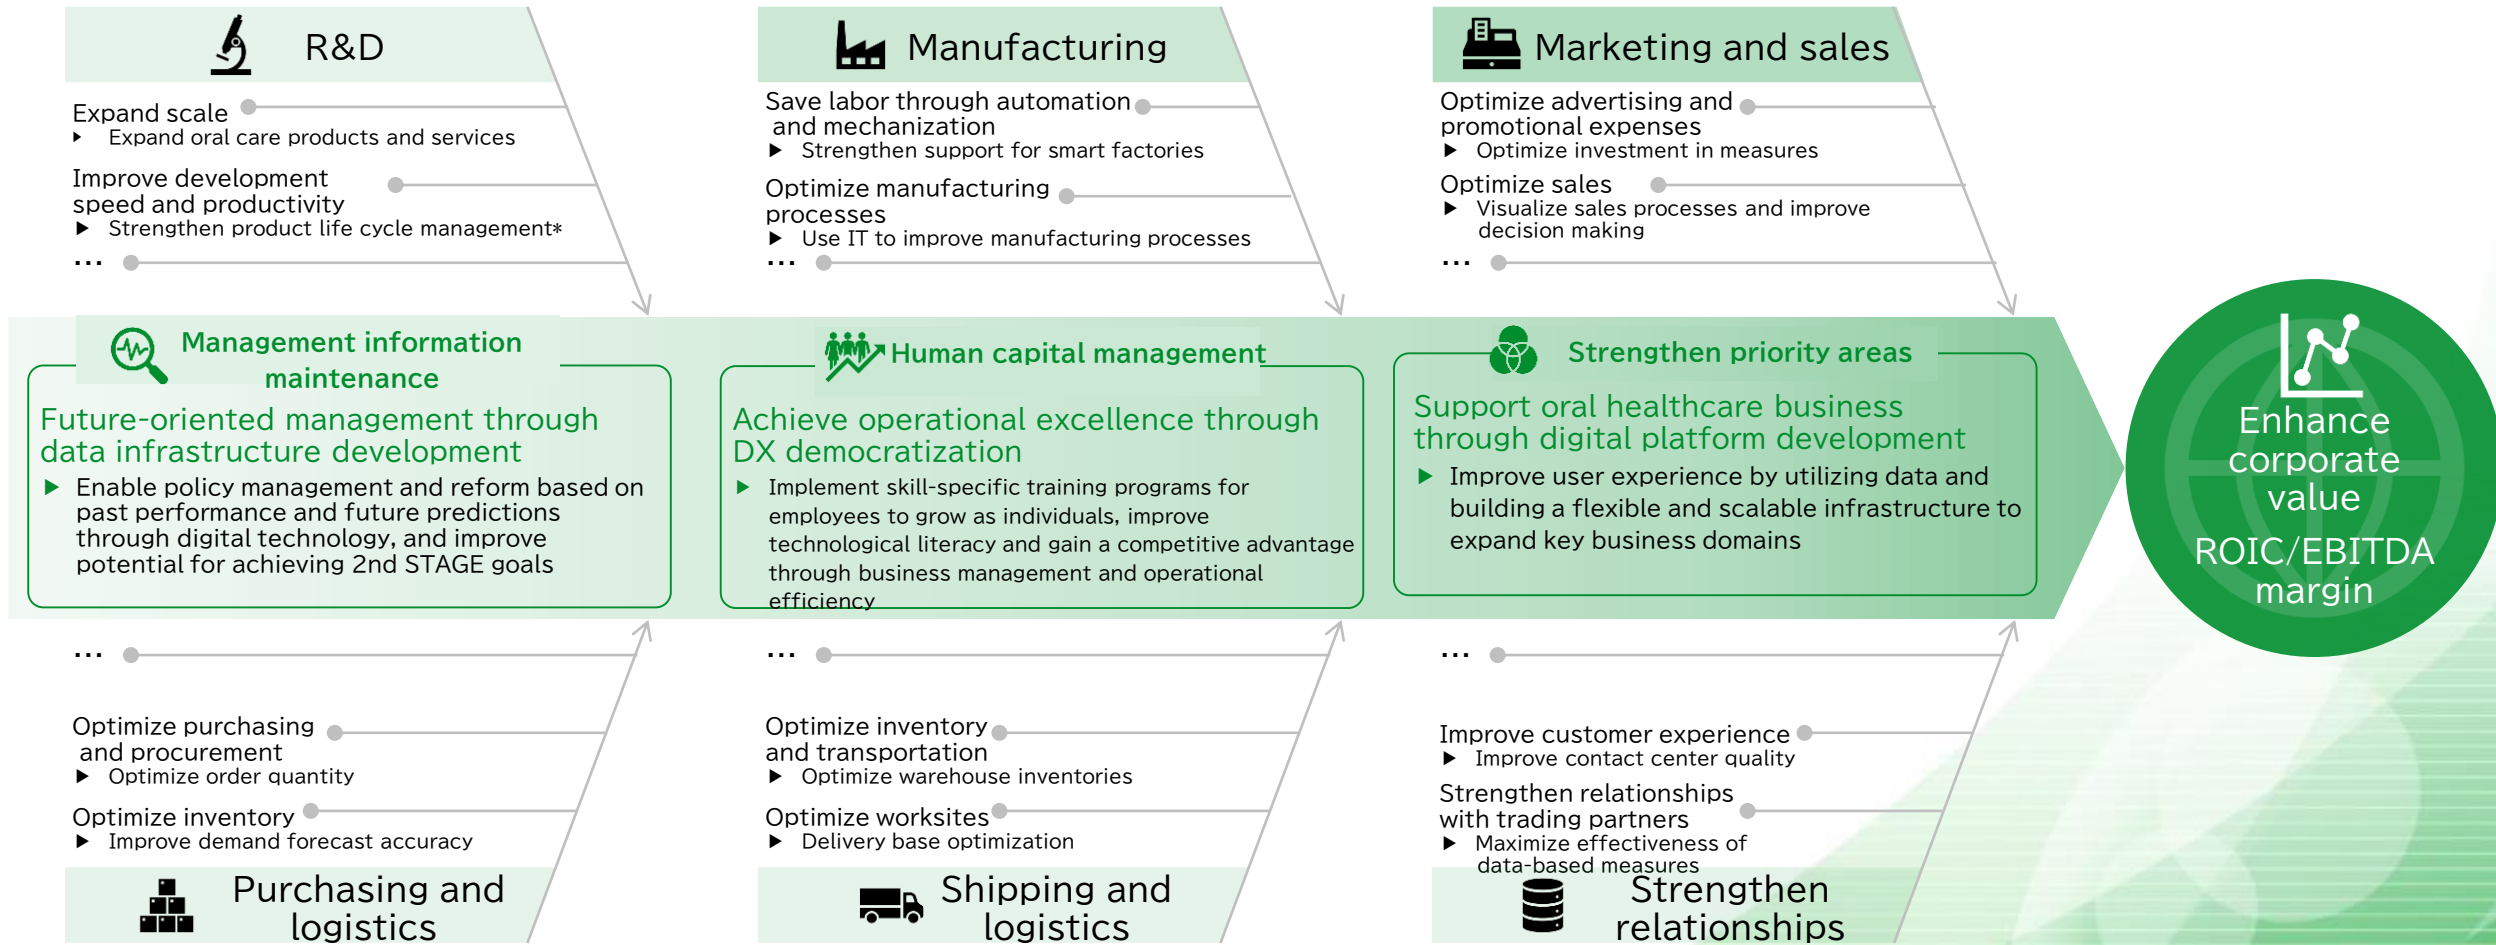 R&D
Expand scale
▶ Expand oral care products and services
Improve development
speed and productivity
▶ Strengthen product life cycle management*
...
Manufacturing
Save labor through automation
and mechanization
▶ Strengthen support for smart factories
Optimize manufacturing
processes
▶ Use IT to improve manufacturing processes
...
Marketing and sales
Optimize advertising and
promotional expenses
▶ Optimize investment in measures
Optimize sales
▶ Visualize sales processes and improve
decision making
...
Management information
maintenance
Future-oriented management through
data infrastructure development
▶ Enable policy management and reform based on
past performance and future predictions
through digital technology, and improve
potential for achieving 2nd STAGE goals
Human capital management
Achieve operational excellence through
DX democratization
▶ Implement skill-specific training programs for
employees to grow as individuals, improve
technological literacy and gain a competitive advantage
through business management and operational
efficiency
Strengthen priority areas
Support oral healthcare business
through digital platform development
▶ Improve user experience by utilizing data and
building a flexible and scalable infrastructure to
expand key business domains
Enhance
corporate
value
ROIC/EBITDA
margin
...
Optimize purchasing
and procurement
▶ Optimize order quantity
Optimize inventory
▶ Improve demand forecast accuracy
Purchasing and
logistics
...
Optimize inventory
and transportation
▶ Optimize warehouse inventories
Optimize worksites
▶ Delivery base optimization
Shipping and
logistics
...
Improve customer experience
▶ Improve contact center quality
Strengthen relationships
with trading partners
▶ Maximize effectiveness of
data-based measures
Strengthen
relationships